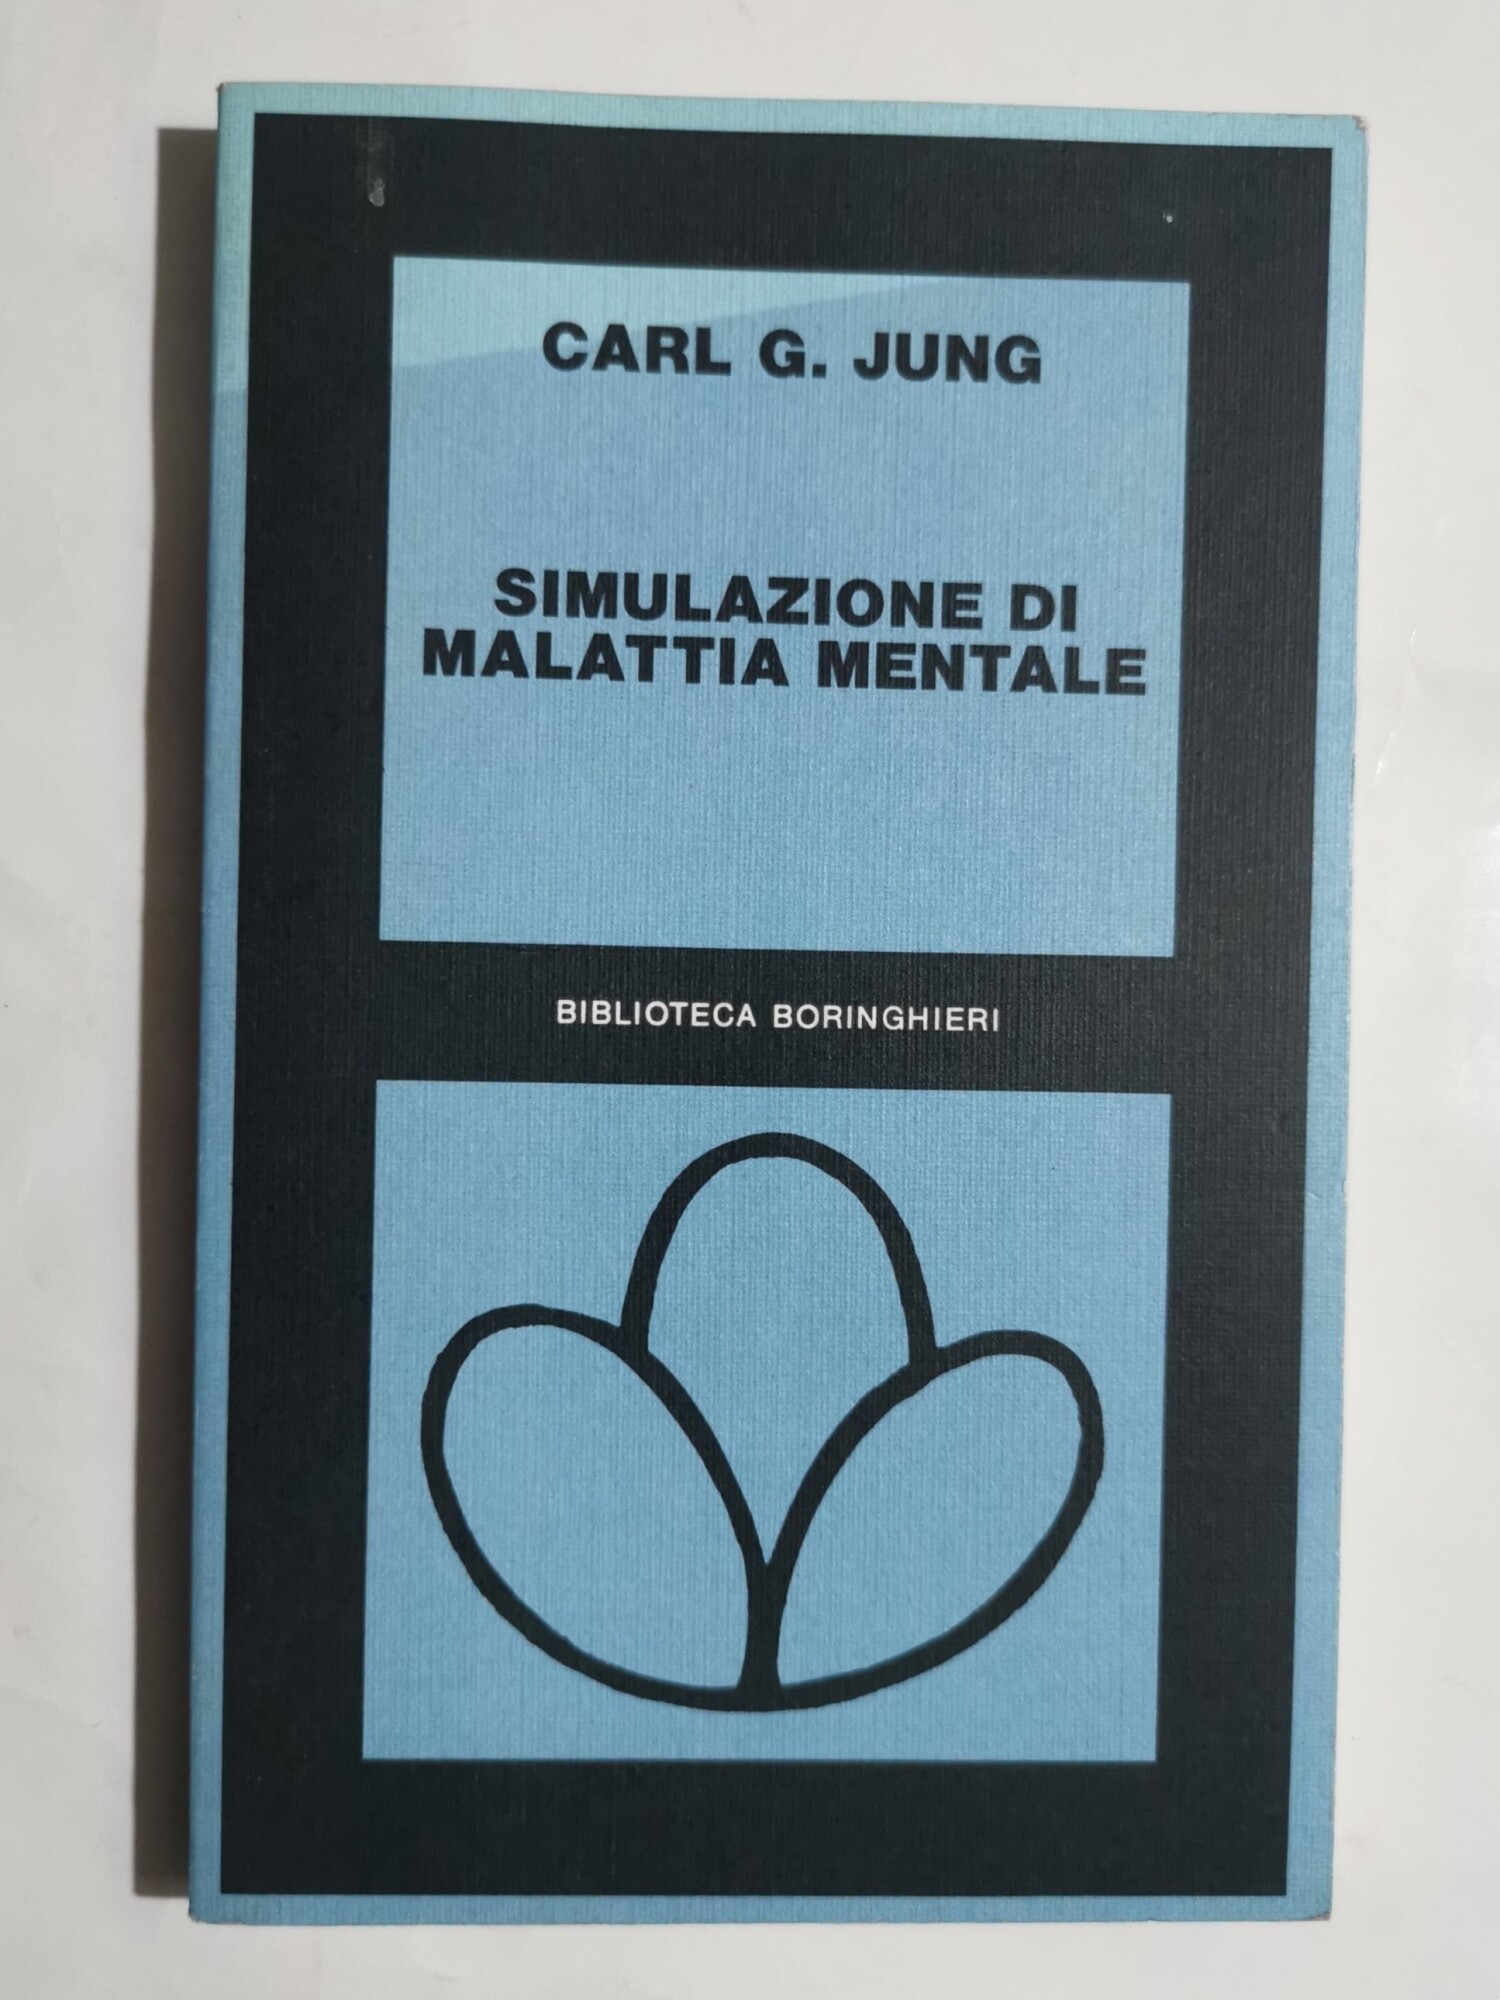 CARL G. JUNG
SIMULAZIONE DI
MALATTIA MENTALE
BIBLIOTECA BORINGHIERI